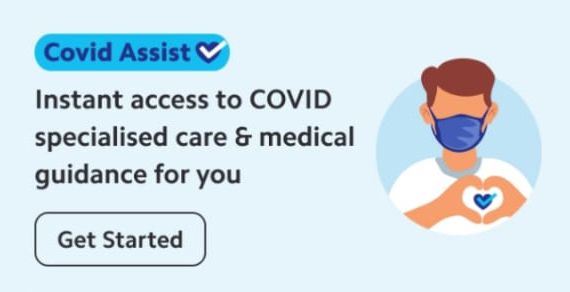 Covid Assist
Instant access to COVID
specialised care & medical
guidance for you
Get Started